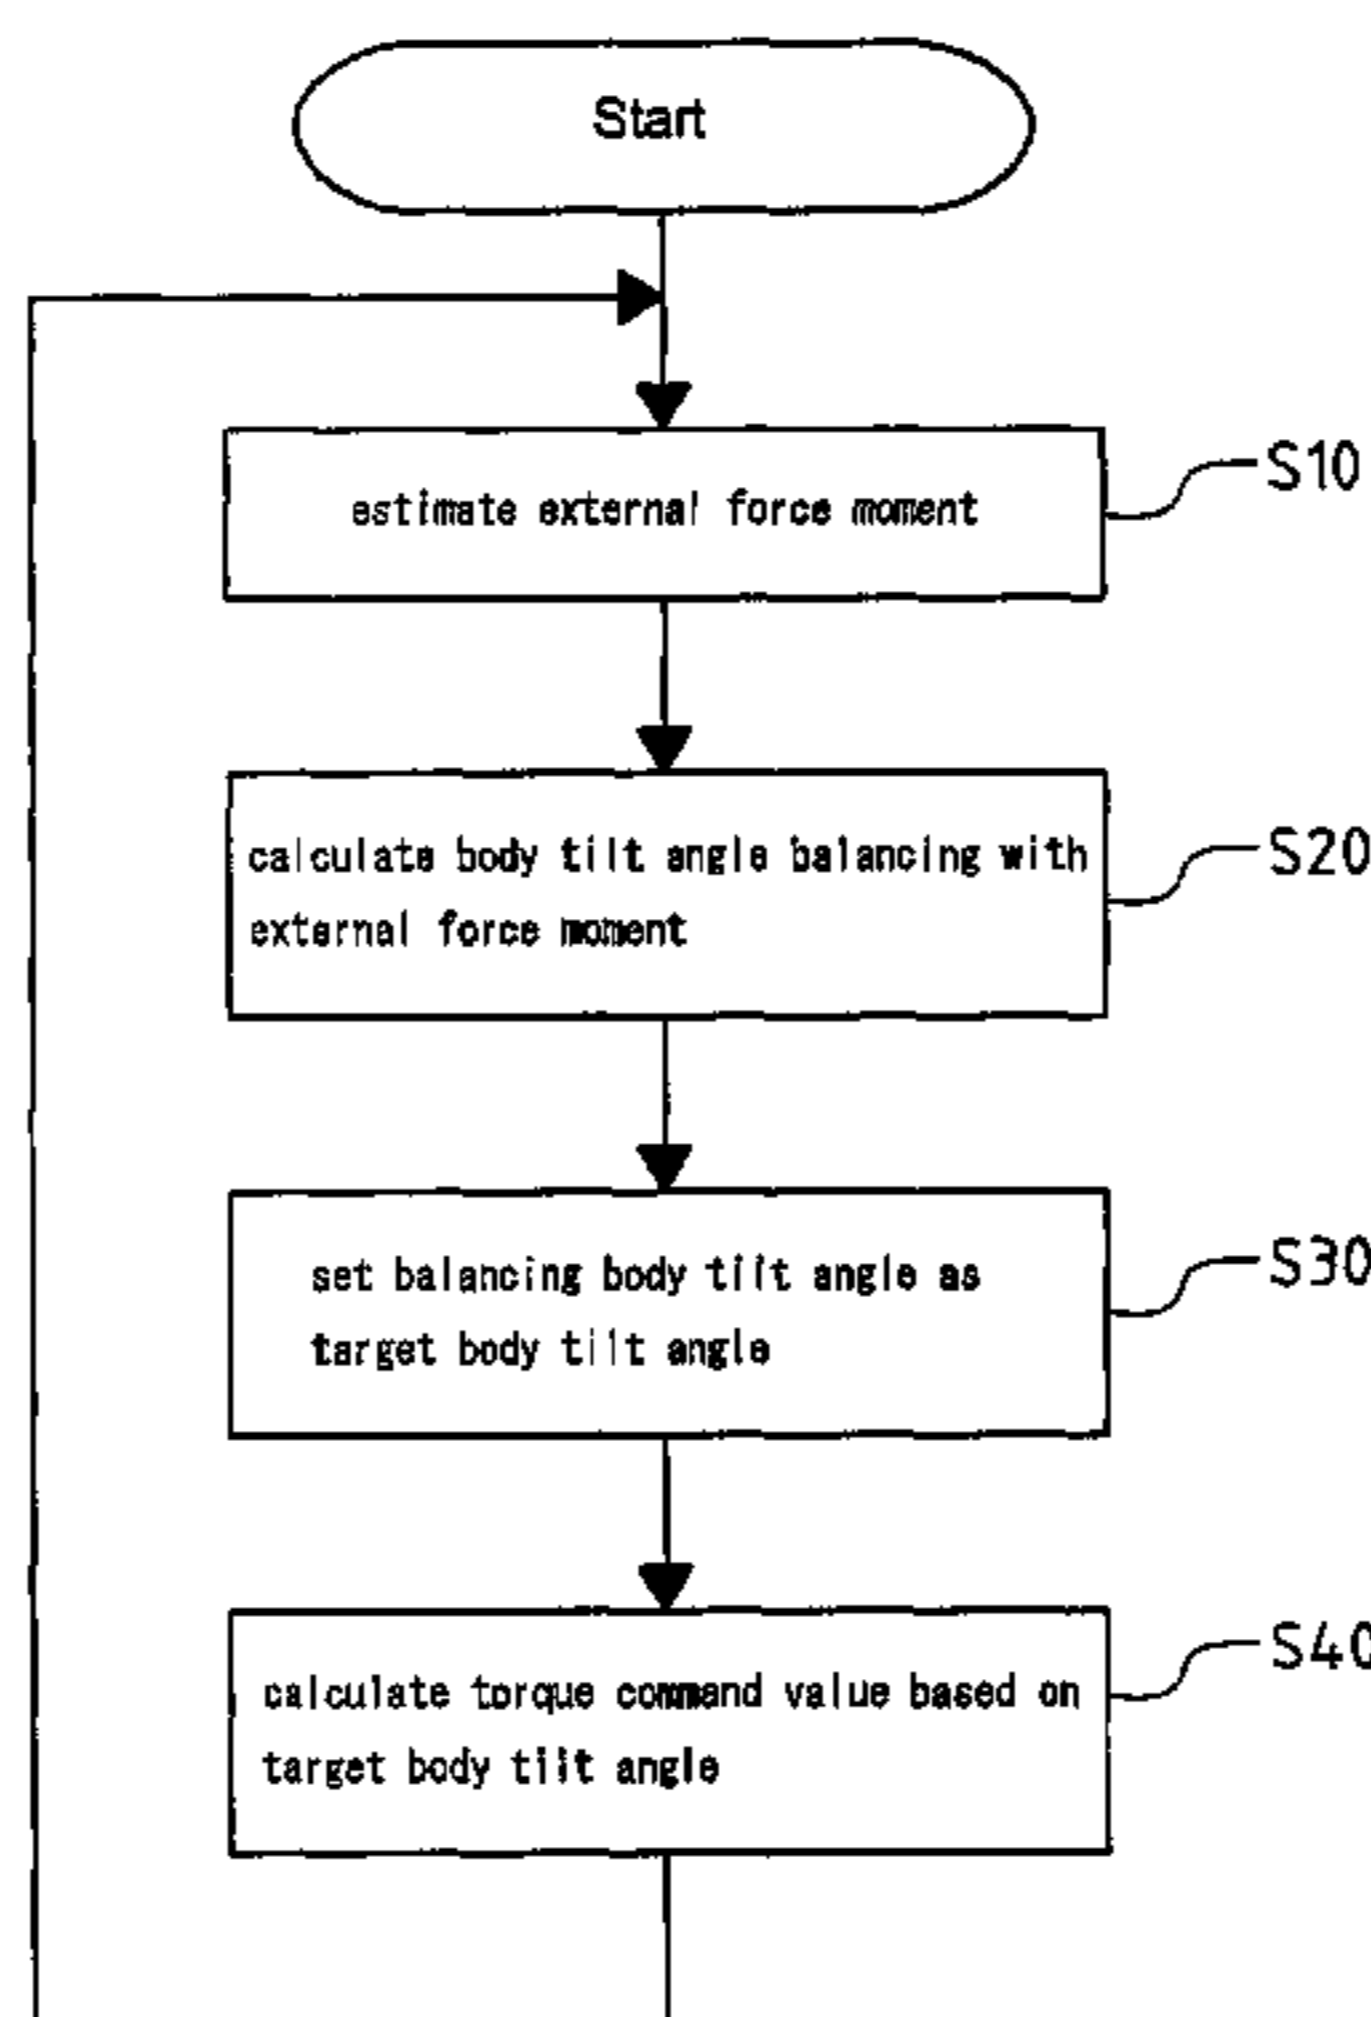 Start
estimate external force moment
S10
calculate body tilt angle balancing with
external force moment
S20
set balancing body tilt angle as
target body tilt angle
S30
calculate torque command value based on
target body tilt angle
S40